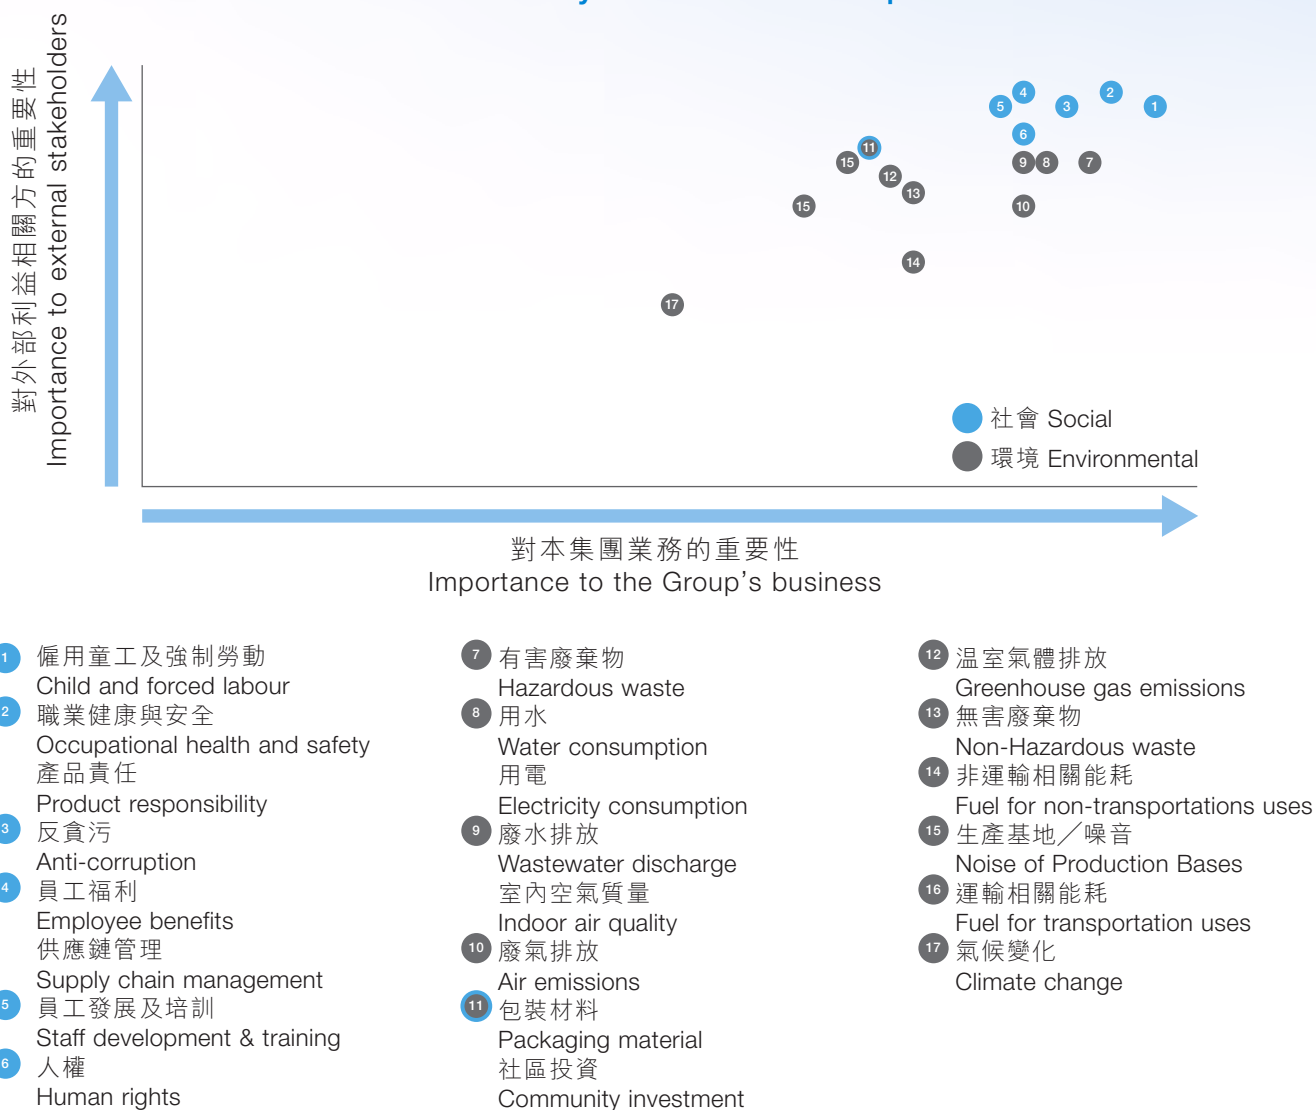 對外部利益相關方的重要性
Importance to external stakeholders
4
2
5
3
1
6
11
15
9
8
7
12
13
15
10
14
17
社會 Social
環境 Environmental
對本集團業務的重要性
Importance to the Group's business
1 僱用童工及強制勞動
Child and forced labour
2 職業健康與安全
Occupational health and safety
產品責任
Product responsibility
3 反貪污
Anti-corruption
4 員工福利
Employee benefits
供應鏈管理
Supply chain management
5 員工發展及培訓
Staff development & training
6 人權
Human rights
7 有害廢棄物
Hazardous waste
8 用水
Water consumption
用電
Electricity consumption
9 廢水排放
Wastewater discharge
室內空氣質量
Indoor air quality
10 廢氣排放
Air emissions
11 包裝材料
Packaging material
社區投資
Community investment
12 温室氣體排放
Greenhouse gas emissions
13 無害廢棄物
Non-Hazardous waste
14 非運輸相關能耗
Fuel for non-transportations uses
15 生產基地／噪音
Noise of Production Bases
16 運輸相關能耗
Fuel for transportation uses
17 氣候變化
Climate change